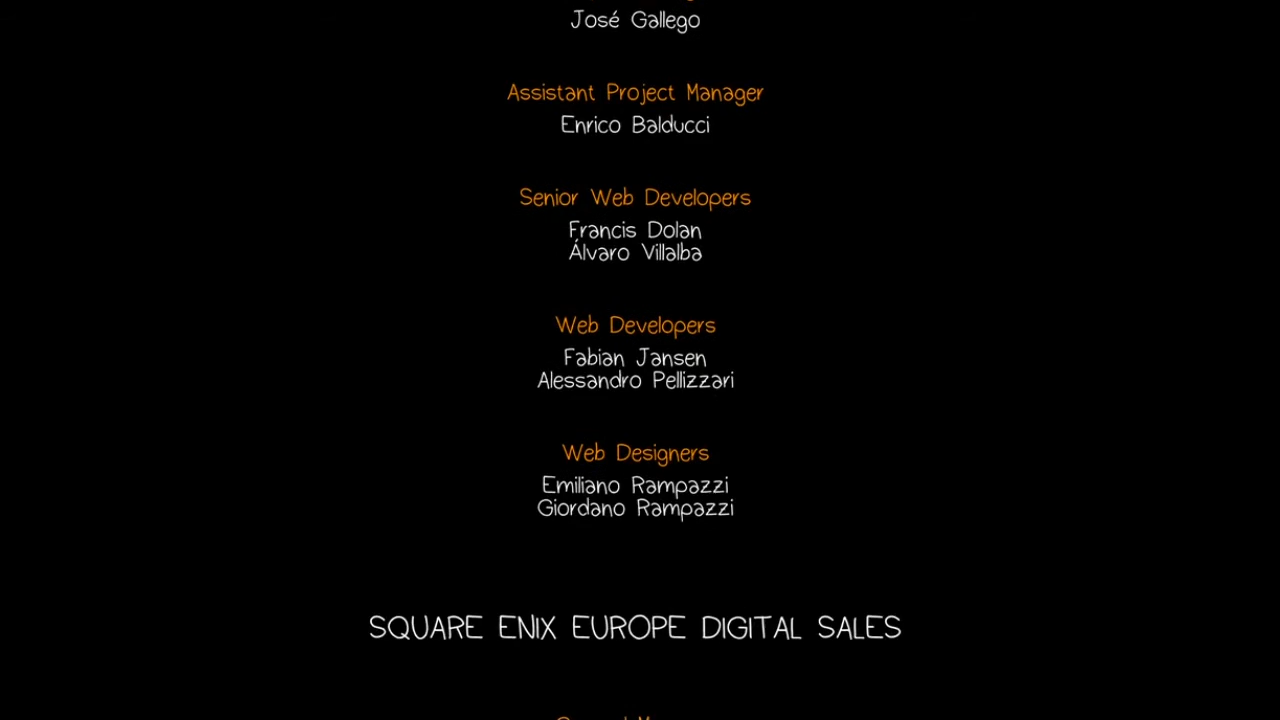 José Gallego
Assistant Project Manager
Enrico Balducci
Senior Web Developers
Francis Dolan
Álvaro Villalba
Web Developers
Fabian Jansen
Alessandro Pellizzari
Web Designers
Emiliano Rampazzi
Giordano Rampazzi
SQUARE ENIX EUROPE DIGITAL SALES